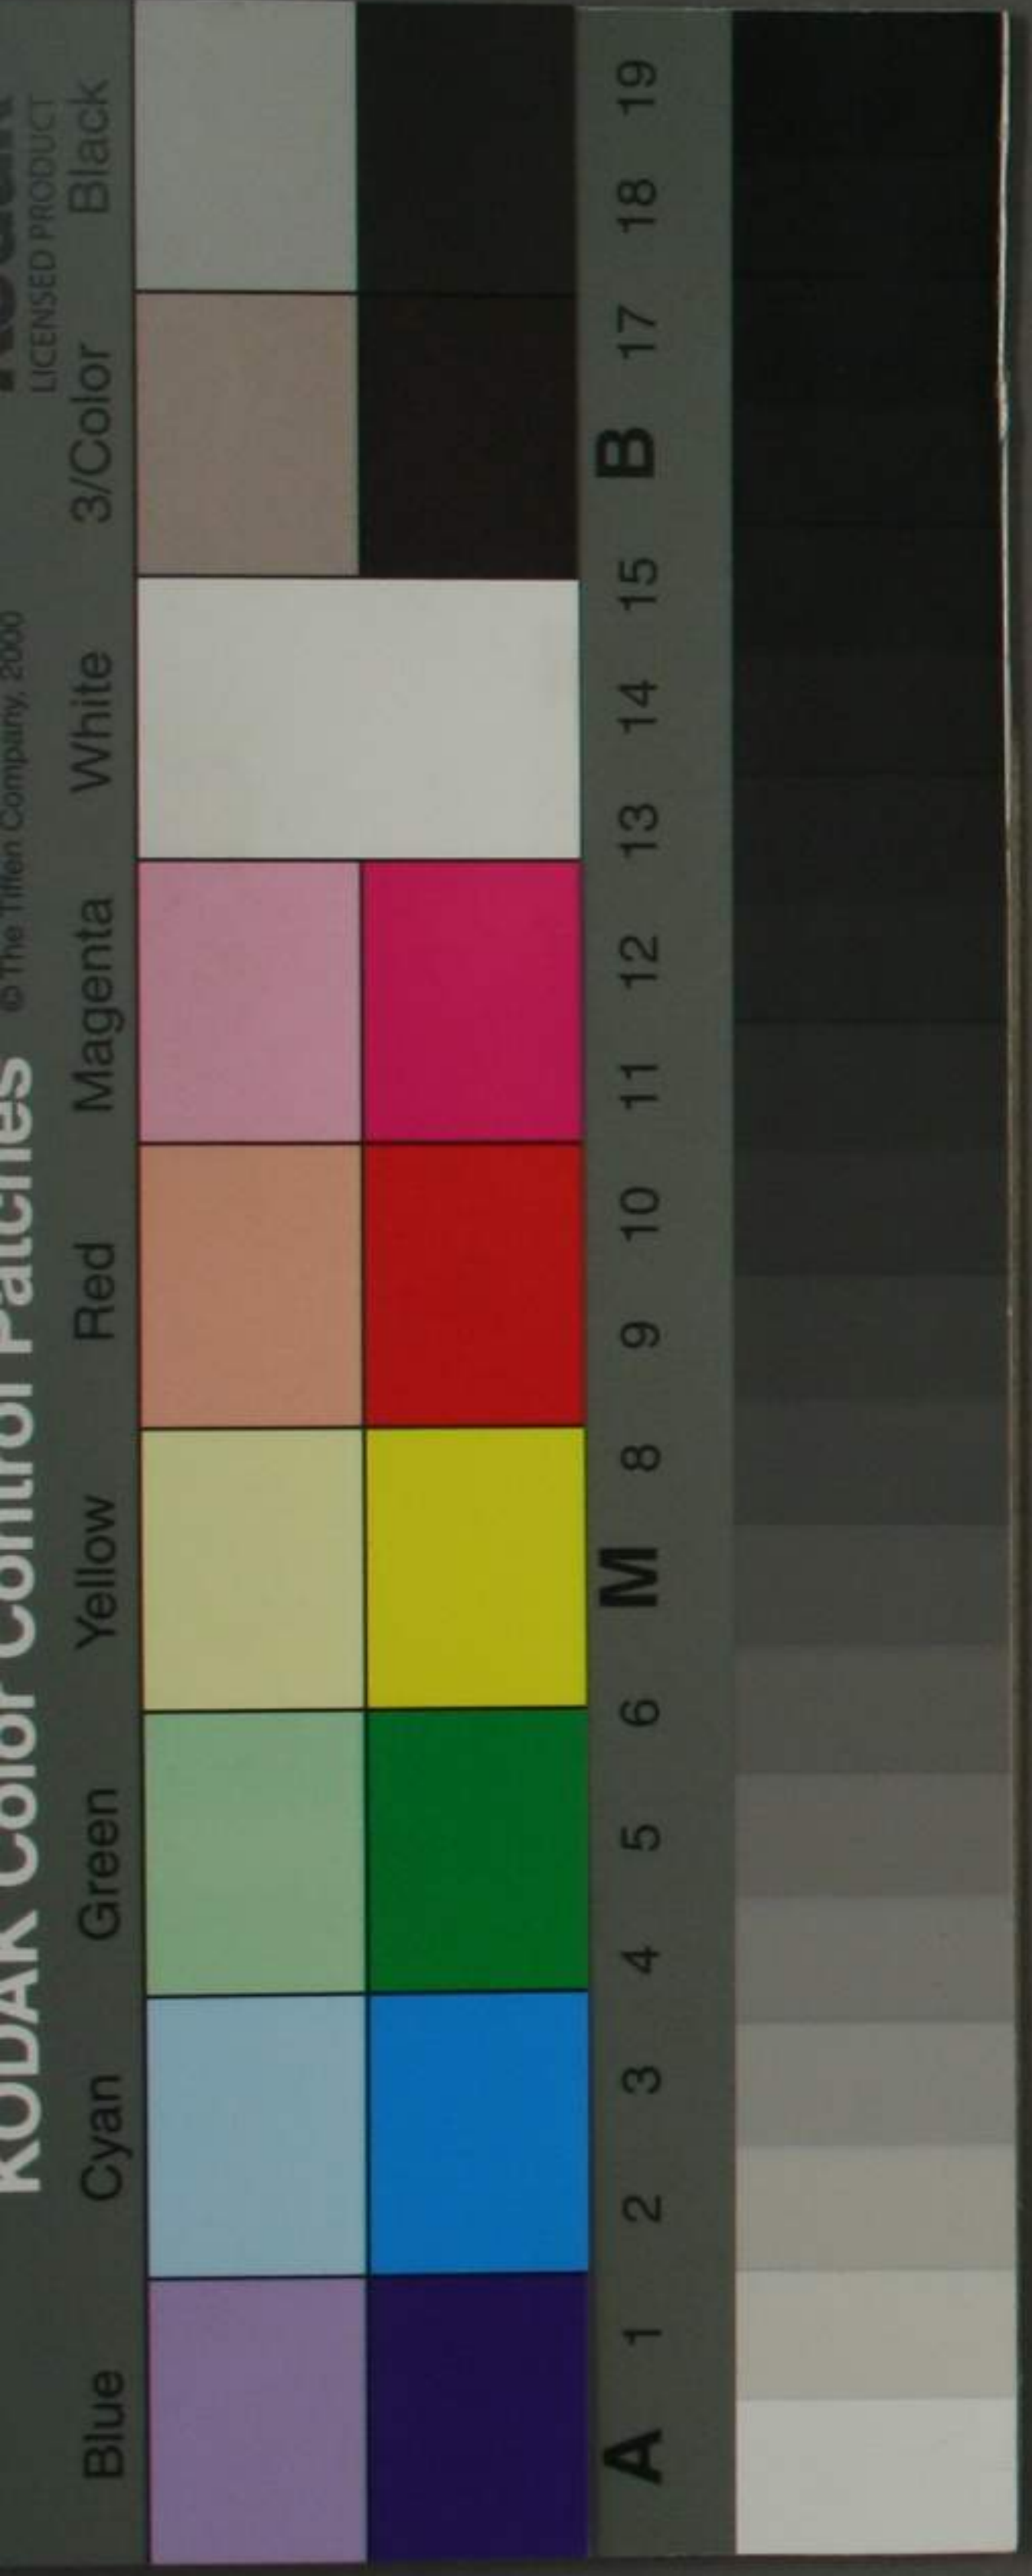 KODAK Color Control Patches © The Tiffen Company, 2000
LICENSED PRODUCT
Blue Cyan Green Yellow Red Magenta White 3/Color Black
A 1 2 3 4 5 6 M 8 9 10 11 12 13 14 15 B 17 18 19